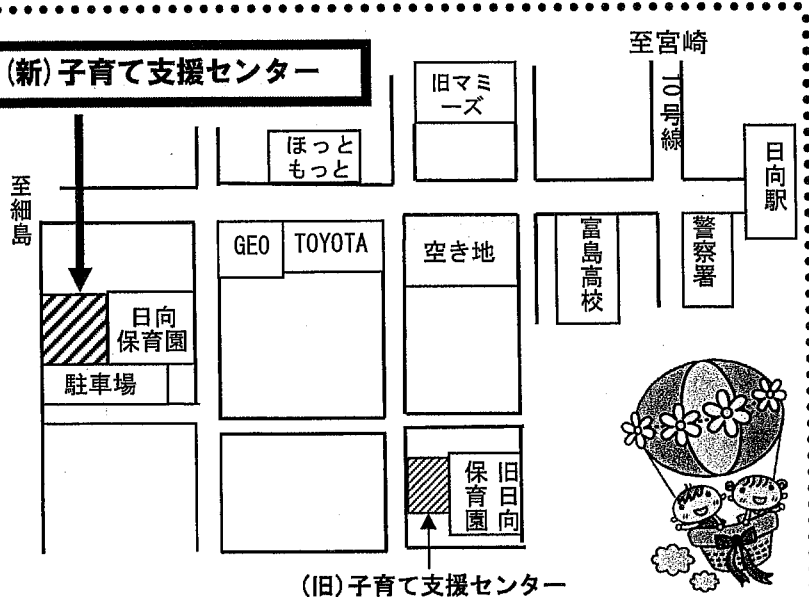 至宮崎
(新)子育て支援センター
旧マミ
ーズ
10号線
ほっと
もっと
日向駅
至細島
GEO
TOYOTA
空き地
富島高校
警察署
日向
保育園
駐車場
旧日向
保育園
(旧)子育て支援センター